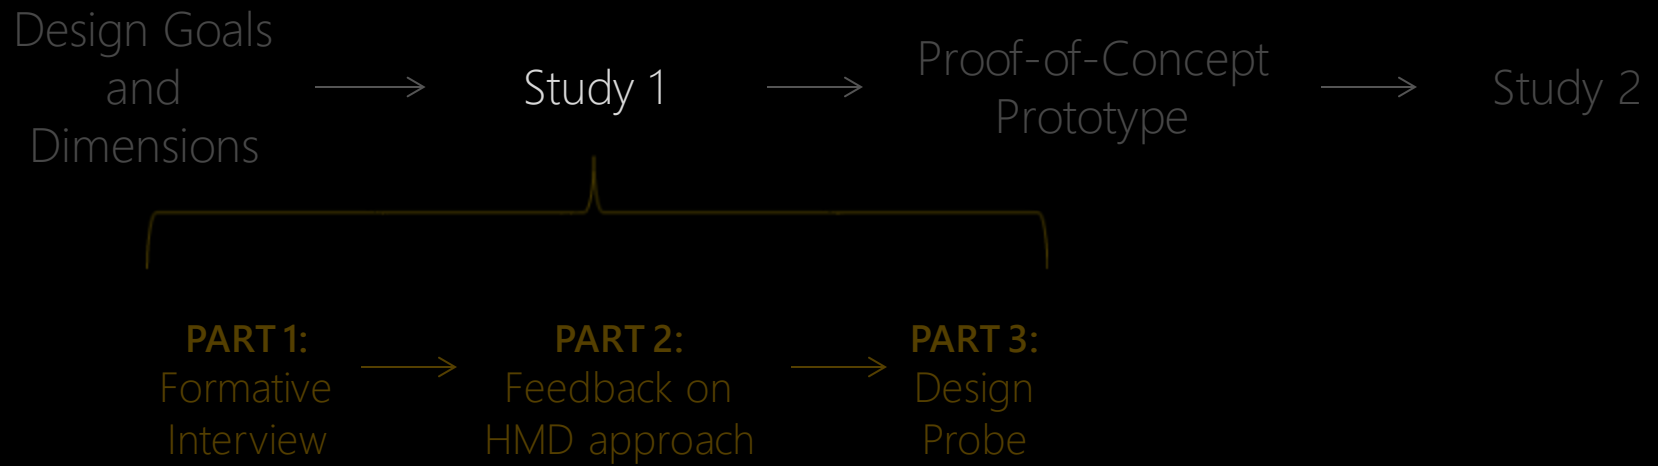 Design Goals
and
Dimensions
Study 1
Proof-of-Concept
Prototype
Study 2
PART 1:
Formative
Interview
PART 2:
Feedback on
HMD approach
PART 3:
Design
Probe